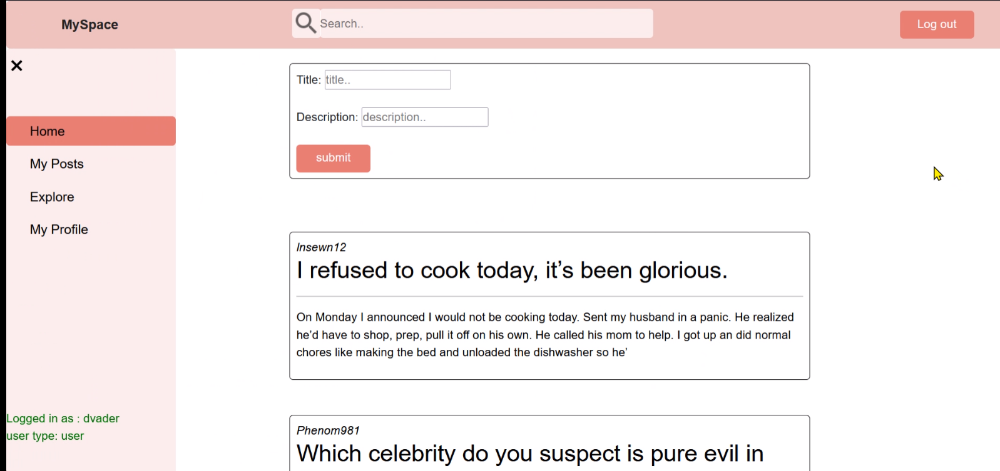 MySpace
Search..
Log out
Home
My Posts
Explore
My Profile
Logged in as : dvader
user type: user
Title: title..
Description: description..
submit
Insewn12
I refused to cook today, it’s been glorious.
On Monday I announced I would not be cooking today. Sent my husband in a panic. He realized
he’d have to shop, prep, pull it off on his own. He called his mom to help. I got up an did normal
chores like making the bed and unloaded the dishwasher so he’
Phenom981
Which celebrity do you suspect is pure evil in